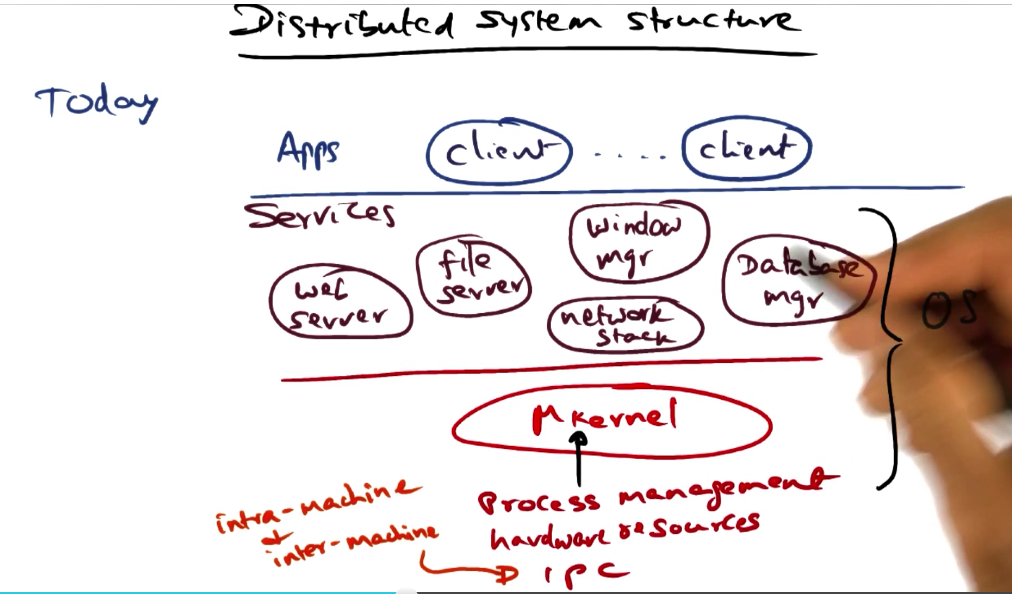 Distributed system structure
Today
Apps
client
client
Services
window
mgr
file
server
Database
mgr
web
server
network
stack
OS
μkernel
process management
intra-machine
&
inter-machine
hardware resources
IPC